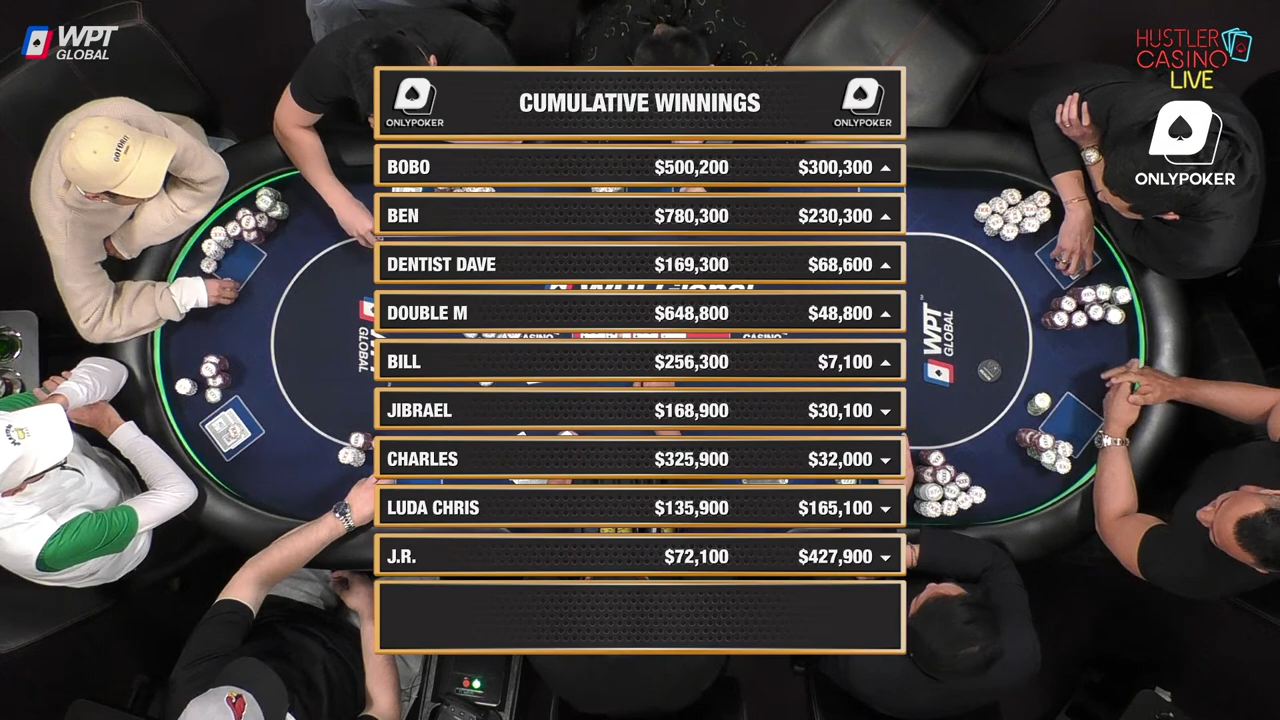 WPT
GLOBAL
HUSTLER
CASINO
LIVE
ONLYPOKER
ONLYPOKER
CUMULATIVE WINNINGS
ONLYPOKER
BOBO $500,200 $300,300 ▲
BEN $780,300 $230,300 ▲
DENTIST DAVE $169,300 $68,600 ▲
DOUBLE M $648,800 $48,800 ▲
BILL $256,300 $7,100 ▲
JIBRAEL $168,900 $30,100 ▼
CHARLES $325,900 $32,000 ▼
LUDA CHRIS $135,900 $165,100 ▼
J.R. $72,100 $427,900 ▼
WPT
GLOBAL